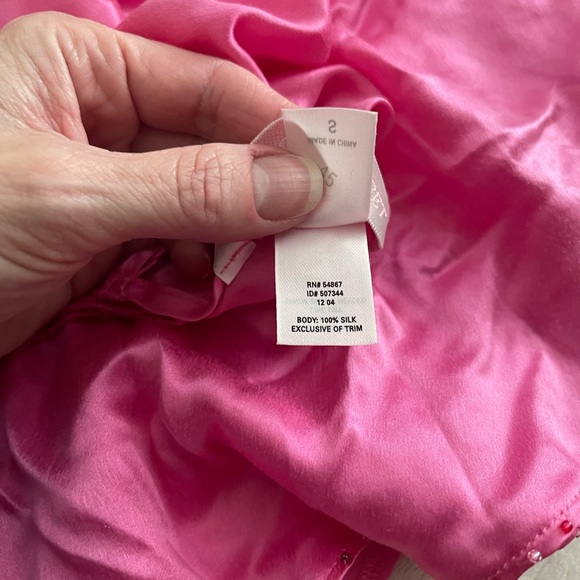 S
MADE IN CHINA
RN# 54867
ID# 507344
12 04
BODY: 100% SILK
EXCLUSIVE OF TRIM